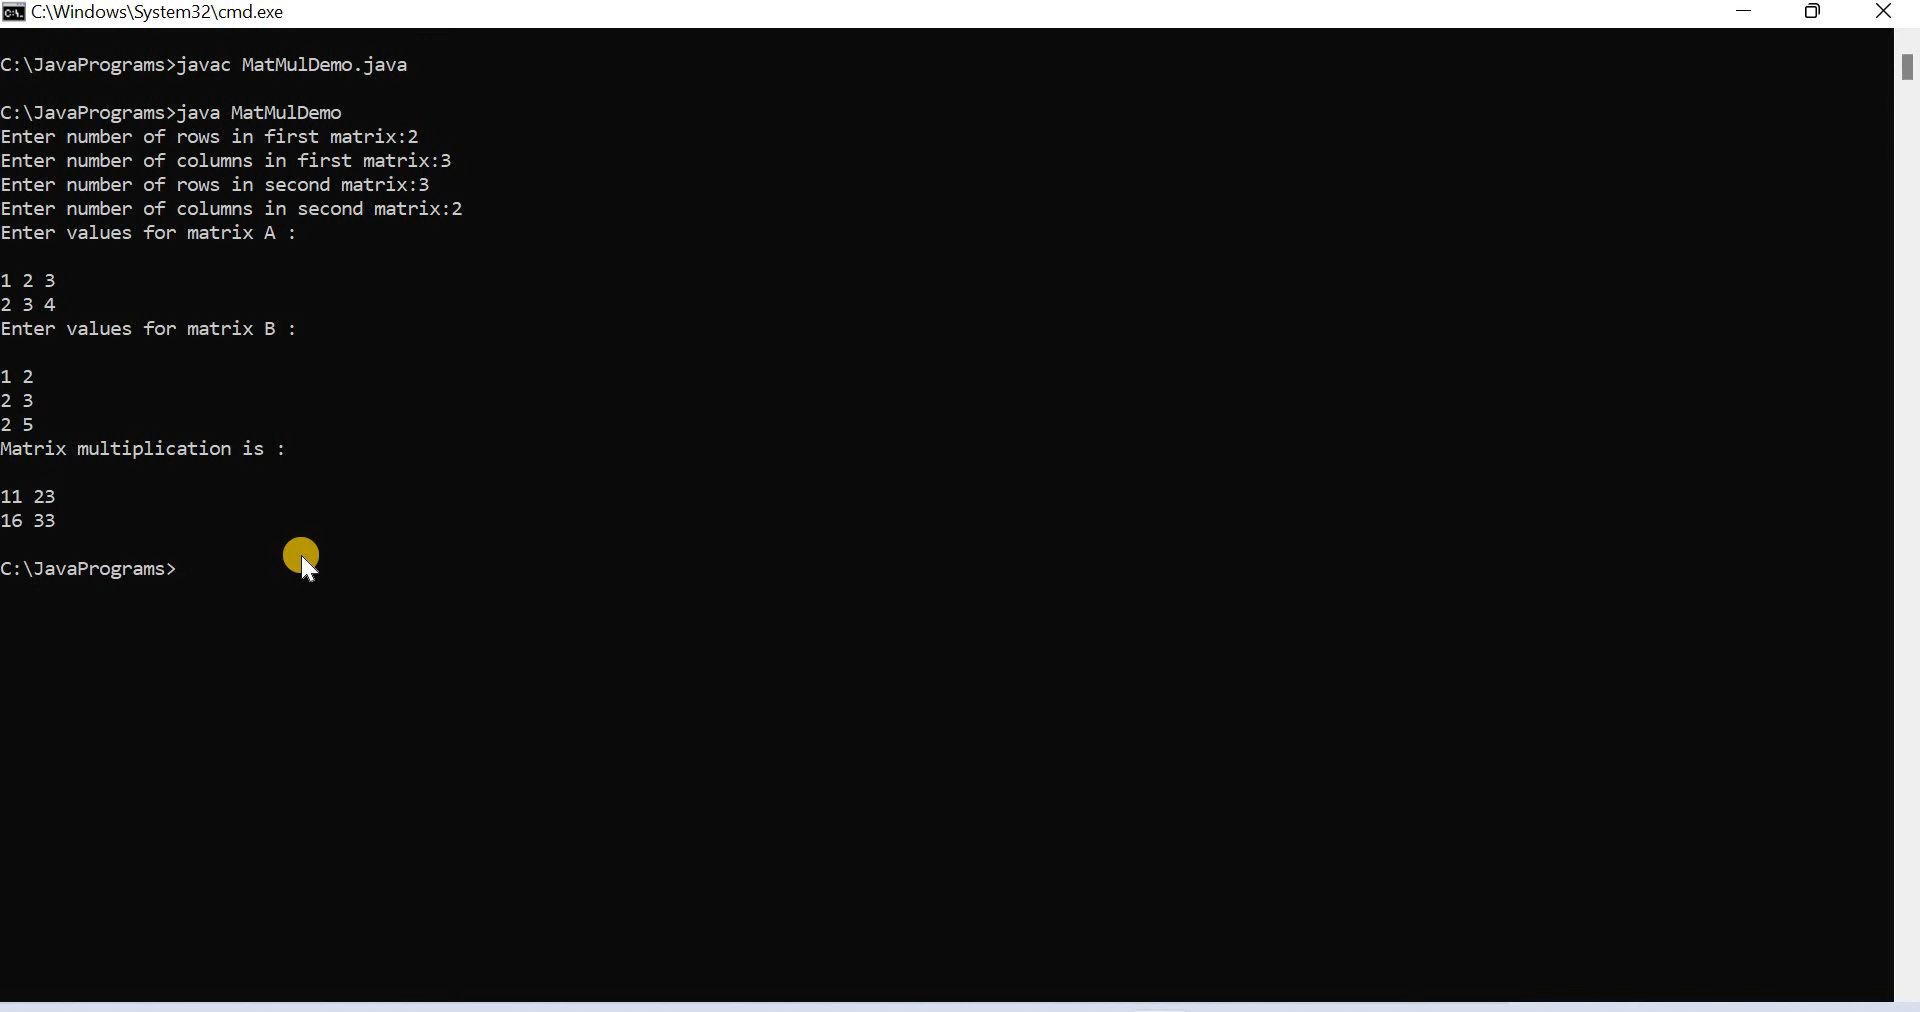 C:\Windows\System32\cmd.exe
C:\JavaPrograms>javac MatMulDemo.java
C:\JavaPrograms>java MatMulDemo
Enter number of rows in first matrix:2
Enter number of columns in first matrix:3
Enter number of rows in second matrix:3
Enter number of columns in second matrix:2
Enter values for matrix A :
1 2 3
2 3 4
Enter values for matrix B :
1 2
2 3
2 5
Matrix multiplication is :
11 23
16 33
C:\JavaPrograms>